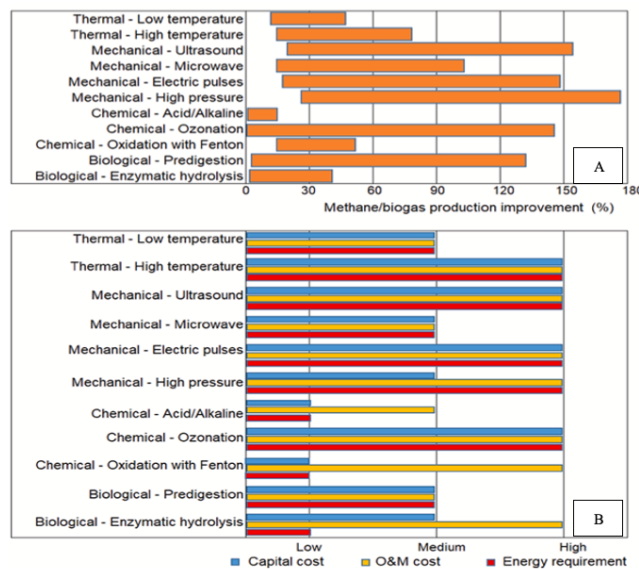 Thermal - Low temperature
Thermal - High temperature
Mechanical - Ultrasound
Mechanical - Microwave
Mechanical - Electric pulses
Mechanical - High pressure
Chemical - Acid/Alkaline
Chemical - Ozonation
Chemical - Oxidation with Fenton
Biological - Predigestion
Biological - Enzymatic hydrolysis
A
0 30 60 90 120 150 180
Methane/biogas production improvement (%)
Thermal - Low temperature
Thermal - High temperature
Mechanical - Ultrasound
Mechanical - Microwave
Mechanical - Electric pulses
Mechanical - High pressure
Chemical - Acid/Alkaline
Chemical - Ozonation
Chemical - Oxidation with Fenton
Biological - Predigestion
Biological - Enzymatic hydrolysis
B
Low Medium High
Capital cost O&M cost Energy requirement